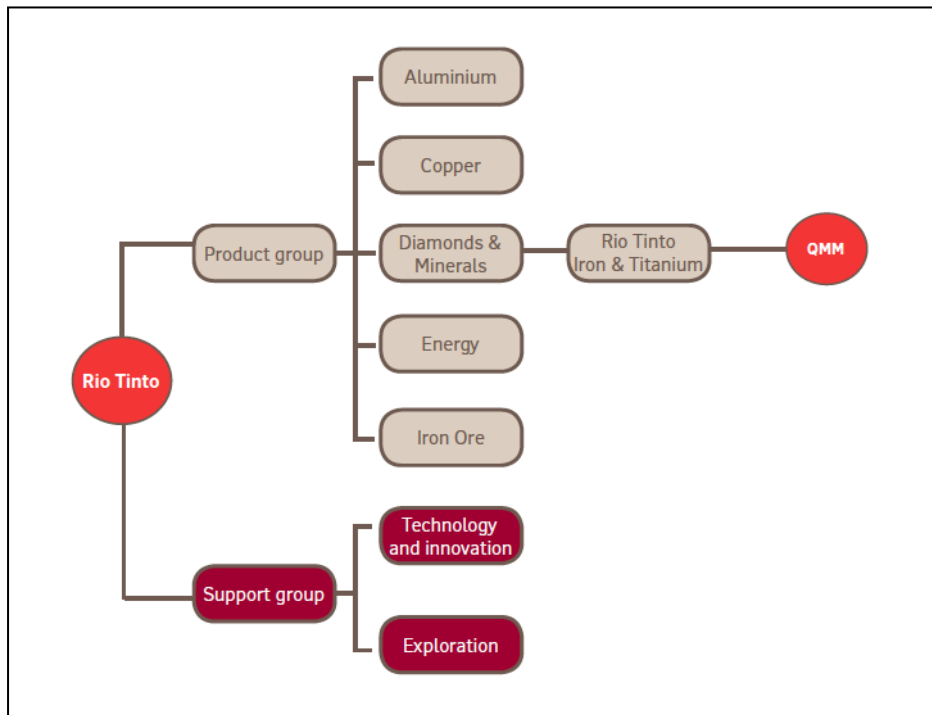 Aluminium
Copper
Product group
Diamonds &
Minerals
Rio Tinto
Iron & Titanium
QMM
Energy
Rio Tinto
Iron Ore
Technology
and innovation
Support group
Exploration